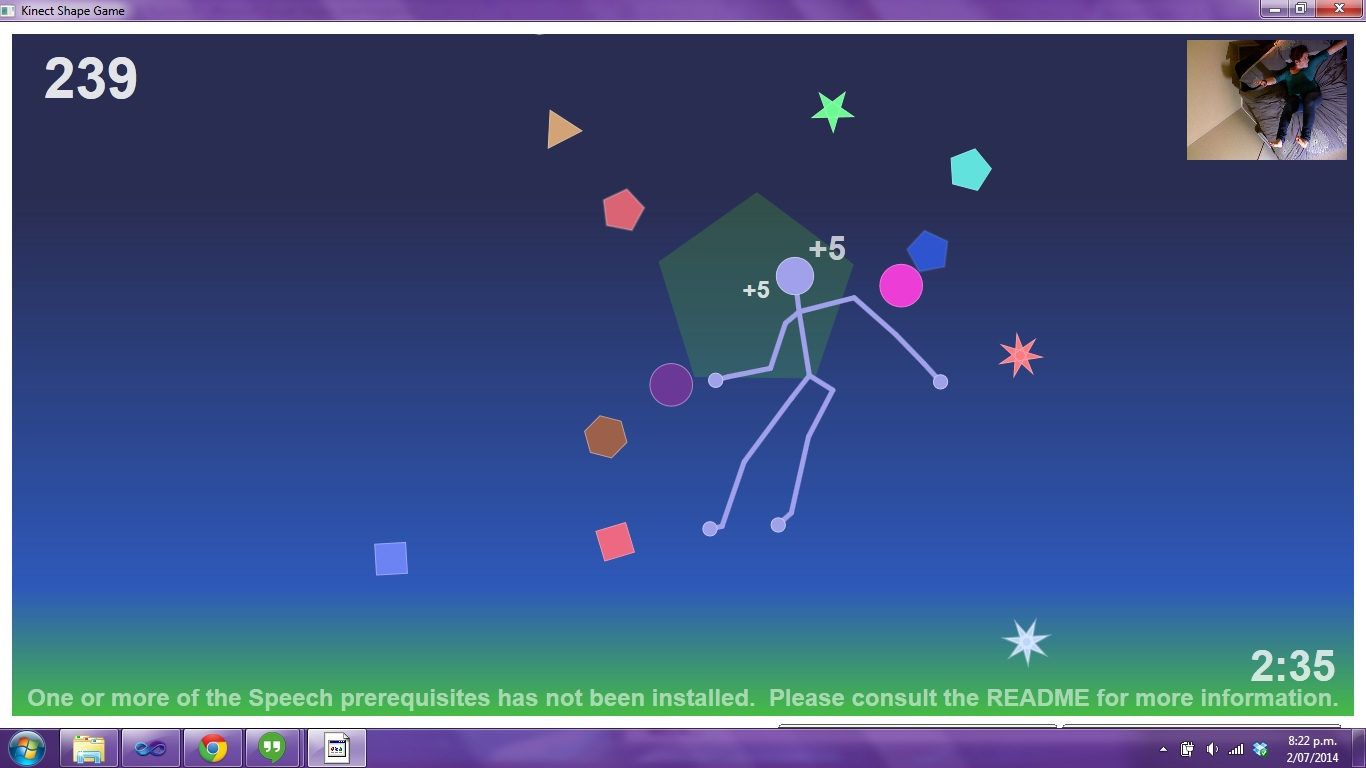 Kinect Shape Game
239
+5
+5
2:35
One or more of the Speech prerequisites has not been installed.  Please consult the README for more information.
8:22 p.m.
2/07/2014